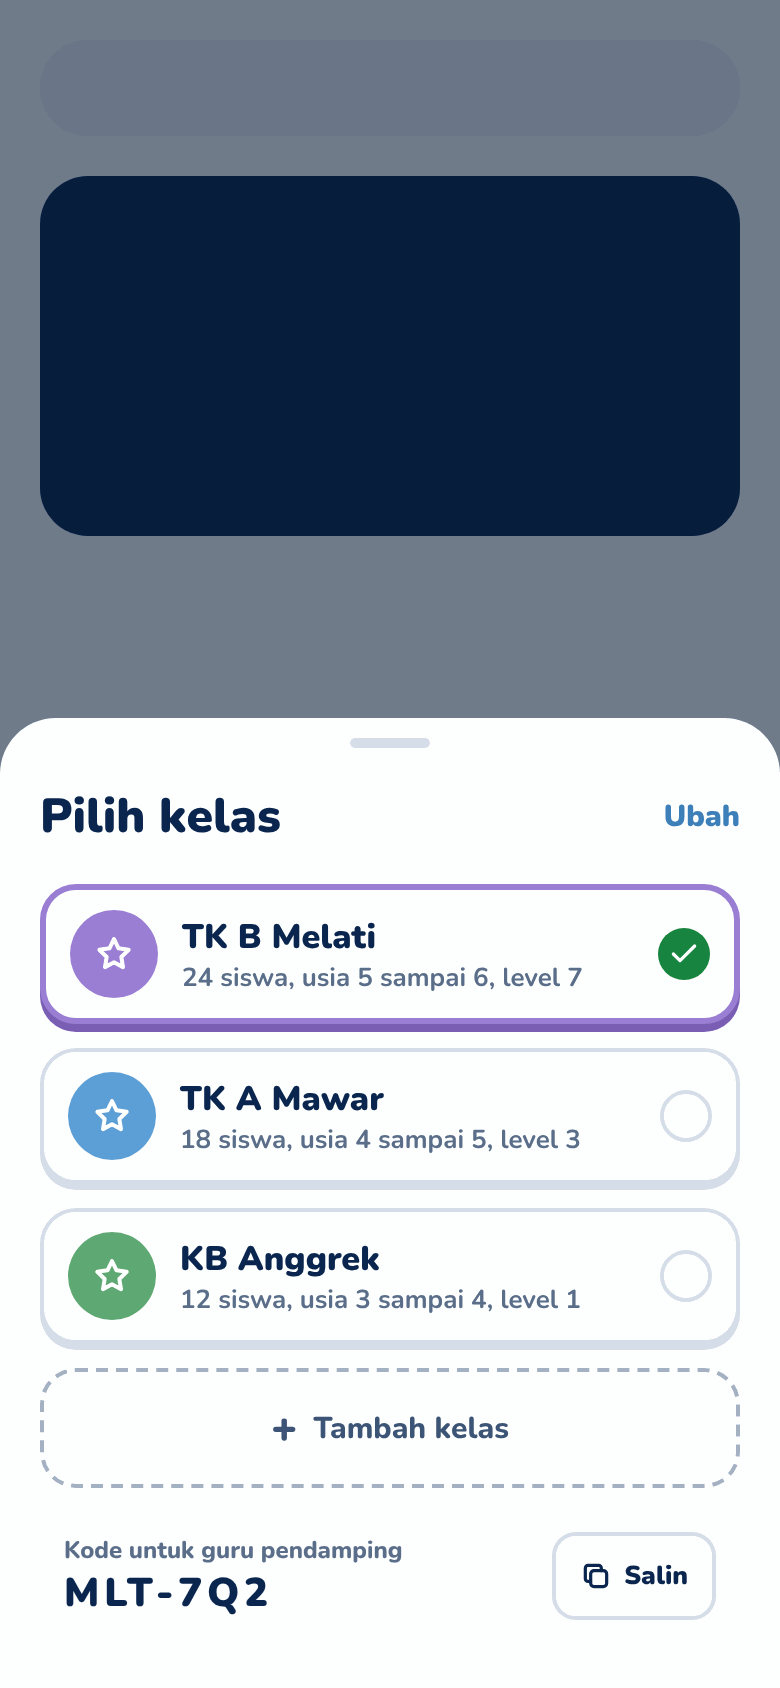 Pilih kelas
Ubah
TK B Melati
24 siswa, usia 5 sampai 6, level 7
TK A Mawar
18 siswa, usia 4 sampai 5, level 3
KB Anggrek
12 siswa, usia 3 sampai 4, level 1
+ Tambah kelas
Kode untuk guru pendamping
MLT-7Q2
Salin